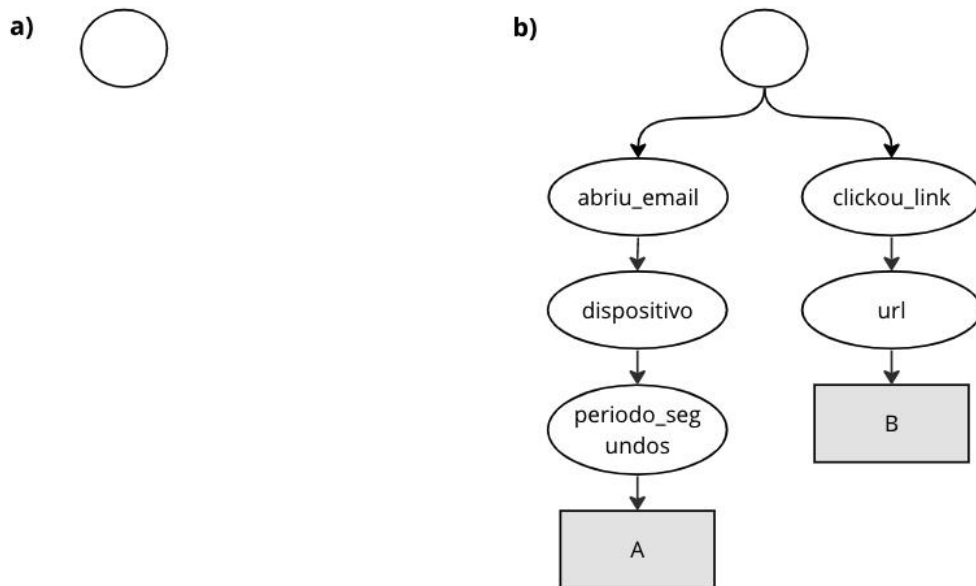 a)
b)
abriu_email
clickou_link
dispositivo
url
periodo_seg
undos
B
A